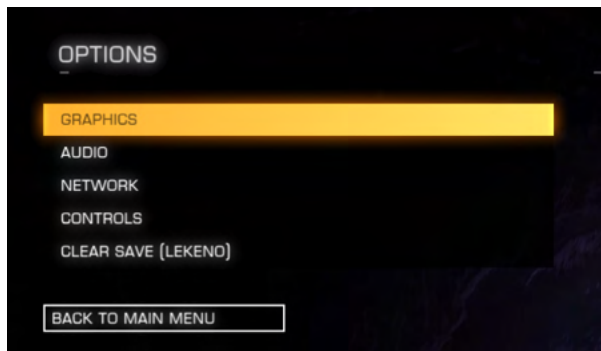 OPTIONS
GRAPHICS
AUDIO
NETWORK
CONTROLS
CLEAR SAVE (LEKENO)
BACK TO MAIN MENU